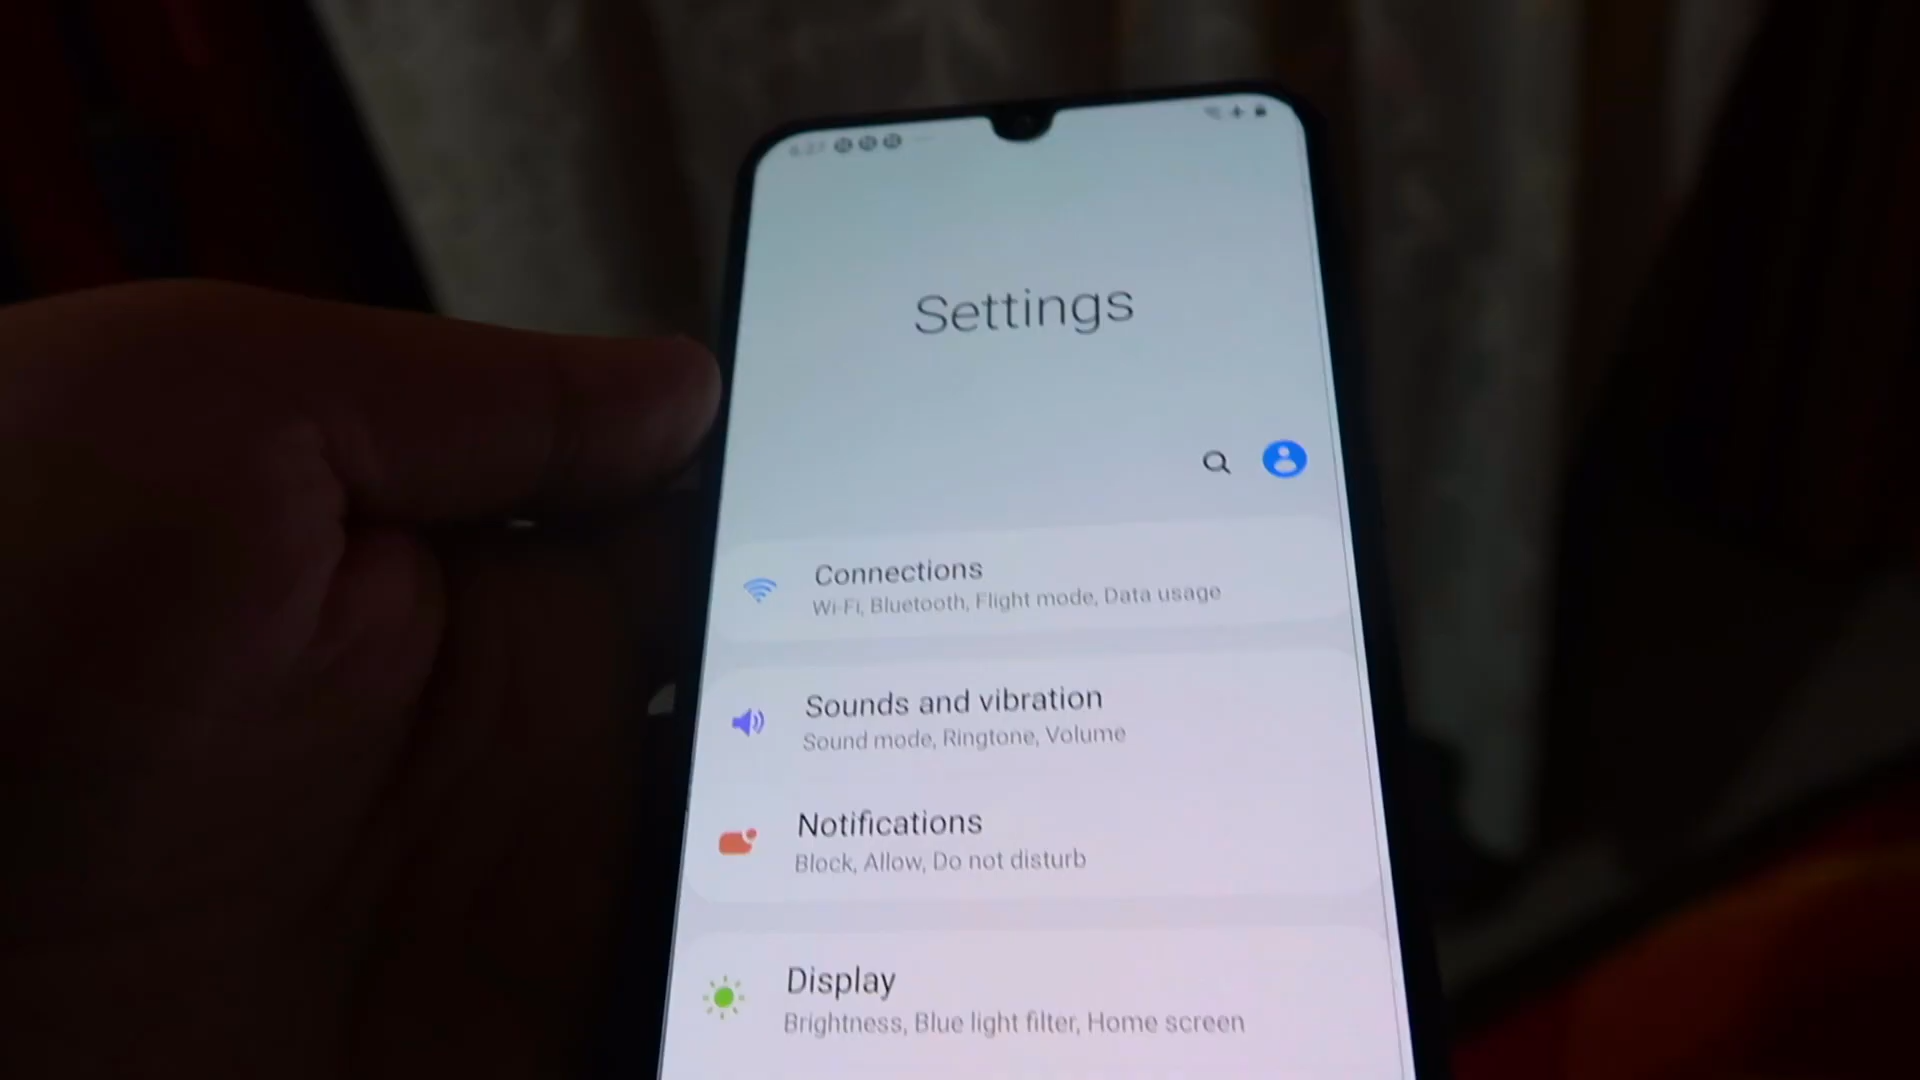 Settings
Connections
Wi-Fi, Bluetooth, Flight mode, Data usage
Sounds and vibration
Sound mode, Ringtone, Volume
Notifications
Block, Allow, Do not disturb
Display
Brightness, Blue light filter, Home screen